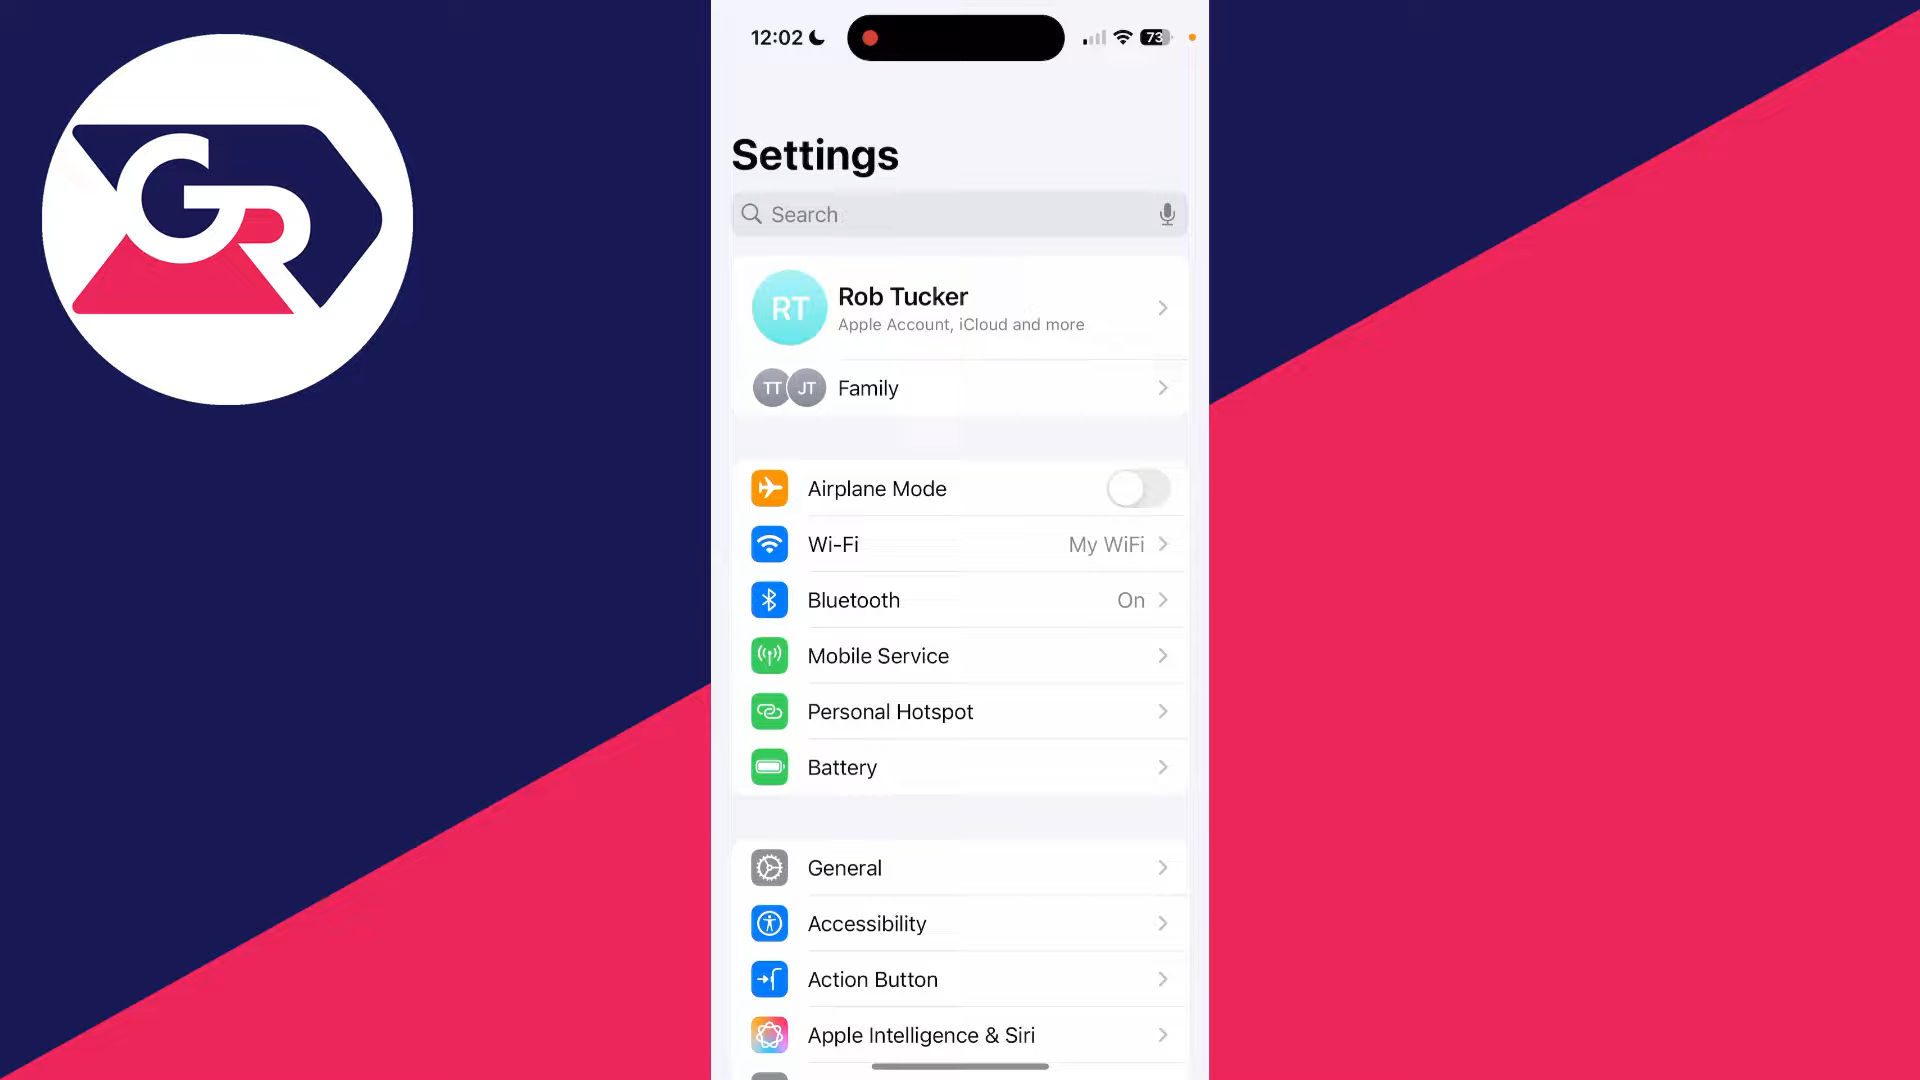 GR
12:02
73
Settings
Search
RT
Rob Tucker
Apple Account, iCloud and more
TT JT Family
Airplane Mode
Wi-Fi My WiFi
Bluetooth On
Mobile Service
Personal Hotspot
Battery
General
Accessibility
Action Button
Apple Intelligence & Siri